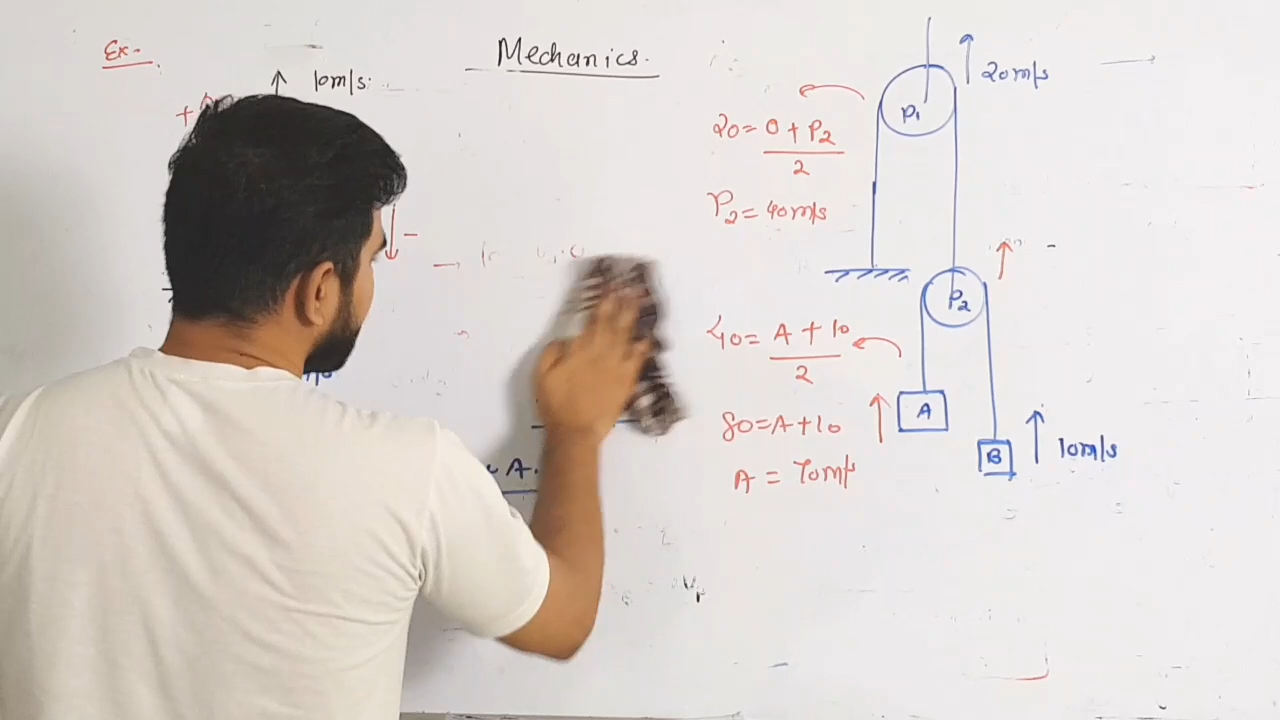 Ex-
Mechanics.
10m/s
+
-
A.
20 = 0 + P2
2
P2 = 40m/s
P1
20m/s
P2
40 = A + 10
2
80 = A + 10
A = 70m/s
A
B
10m/s